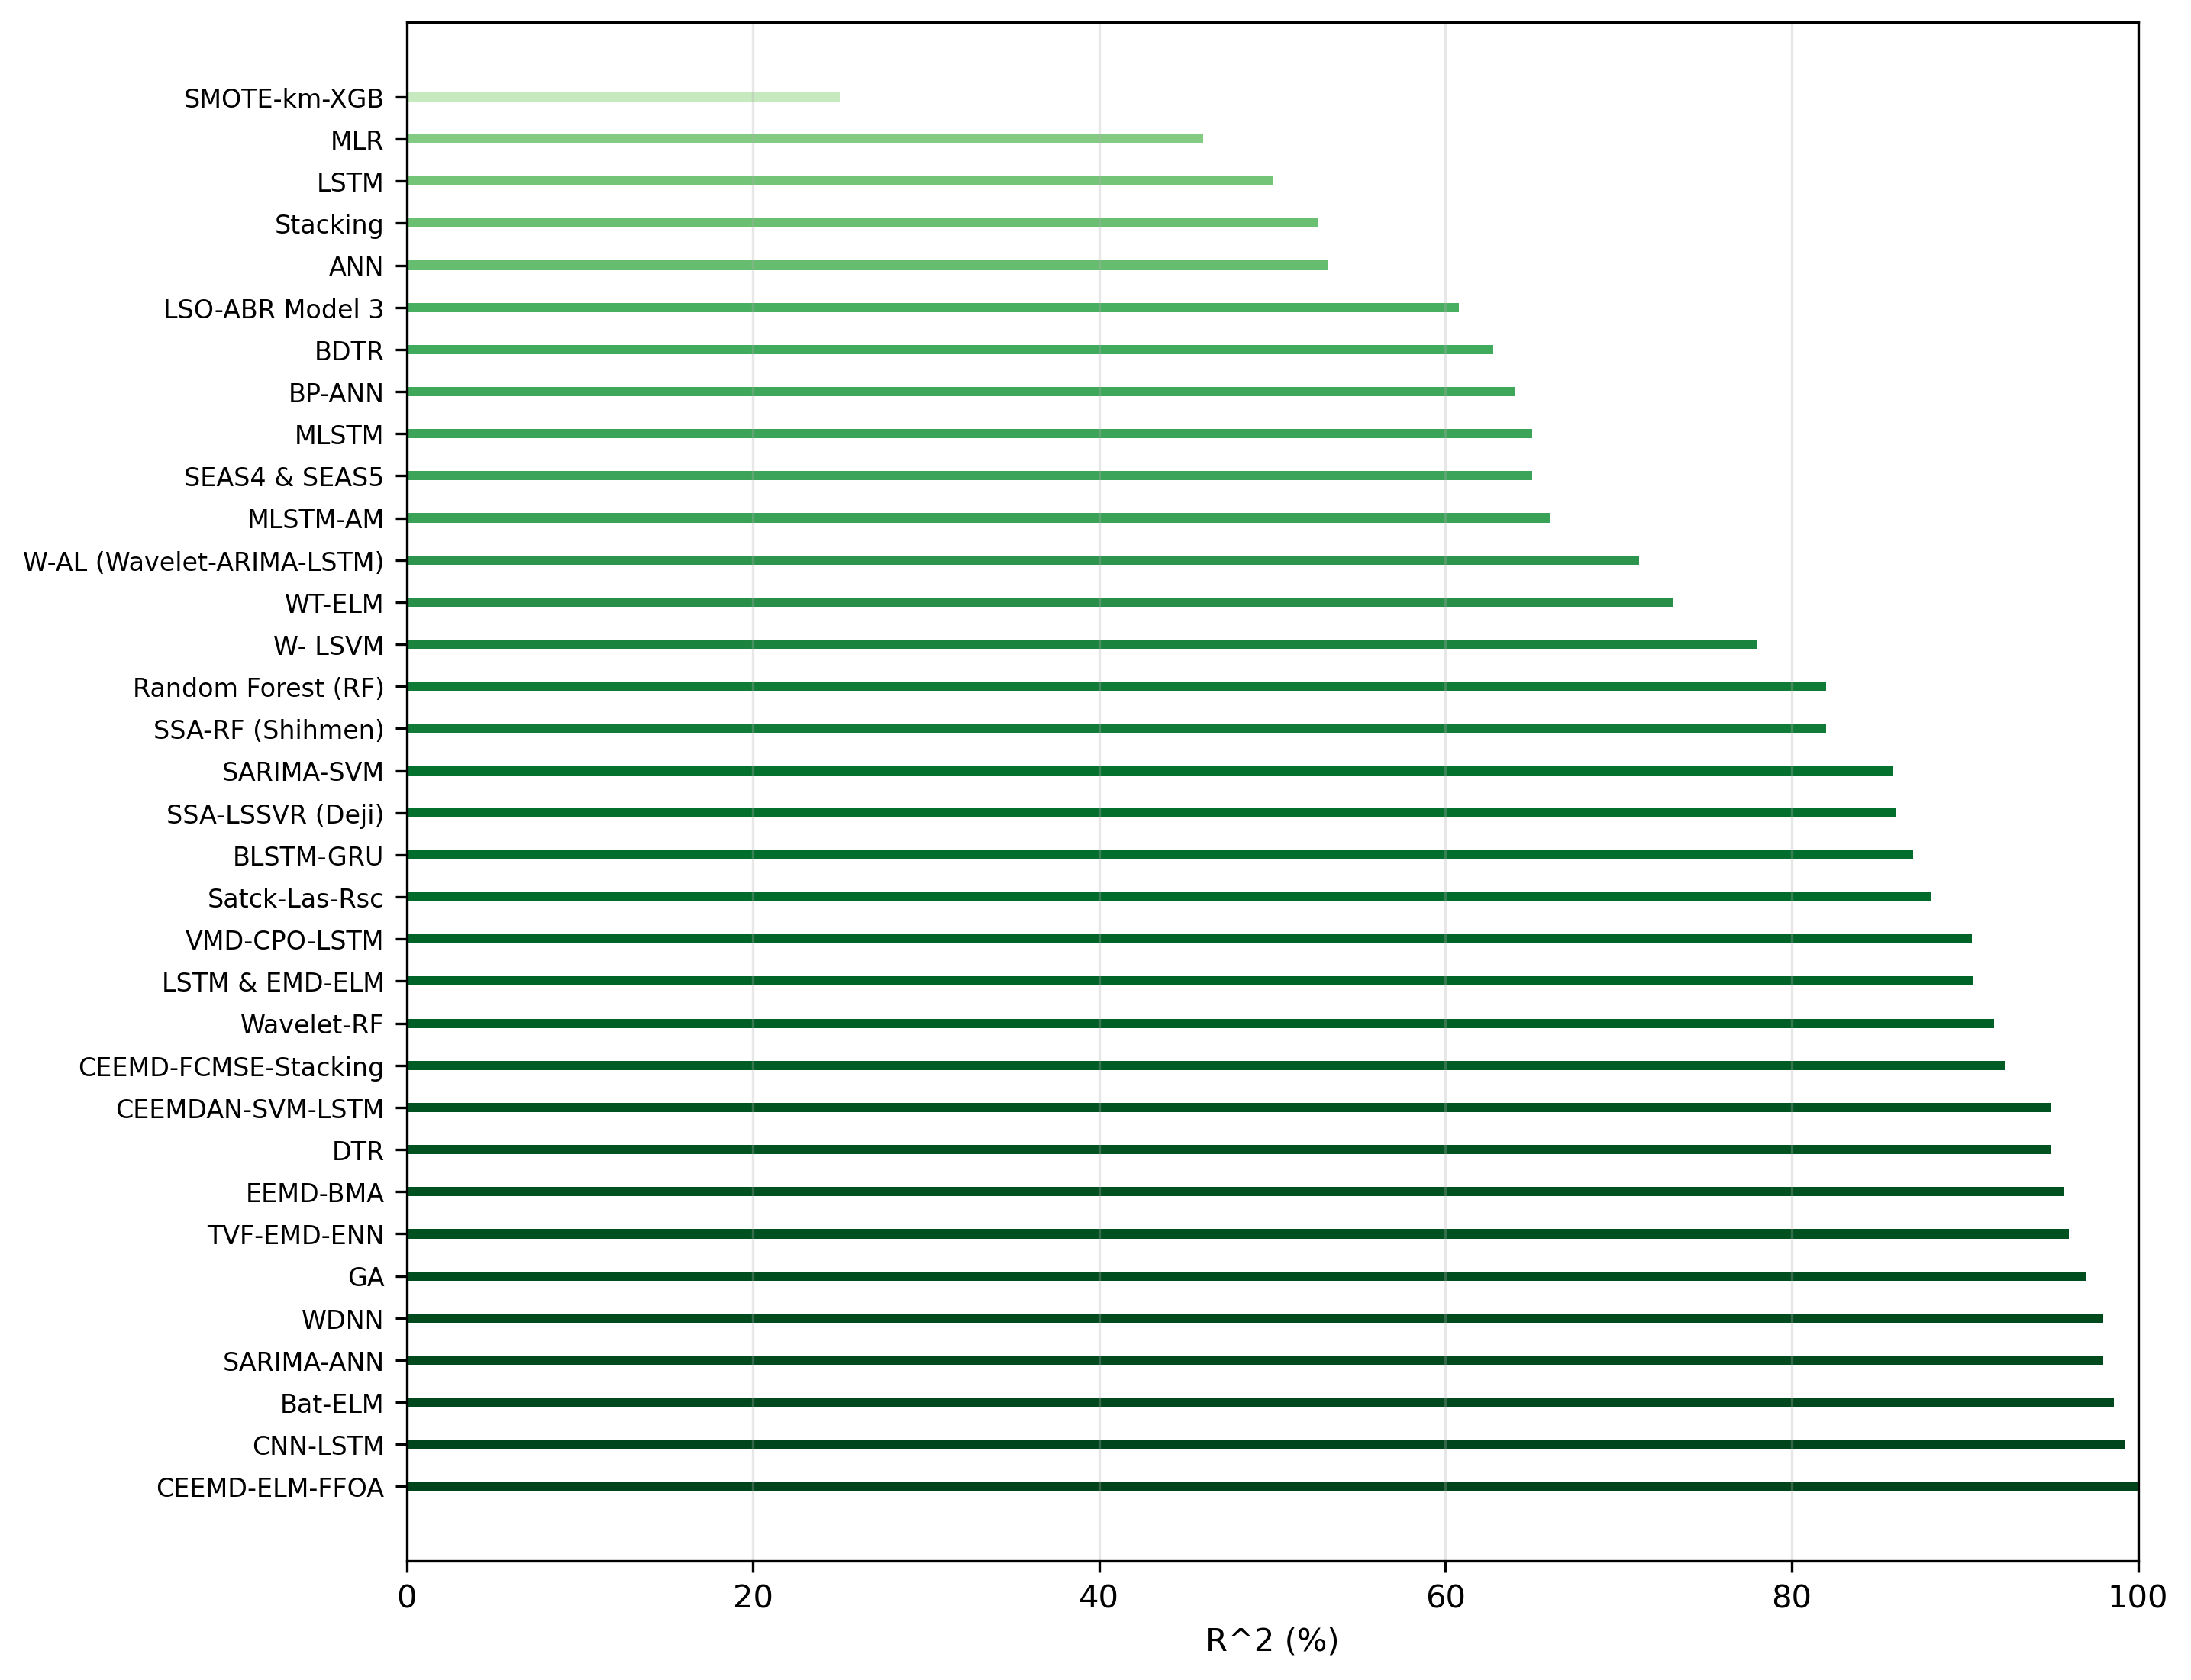 SMOTE-km-XGB
MLR
LSTM
Stacking
ANN
LSO-ABR Model 3
BDTR
BP-ANN
MLSTM
SEAS4 & SEAS5
MLSTM-AM
W-AL (Wavelet-ARIMA-LSTM)
WT-ELM
W- LSVM
Random Forest (RF)
SSA-RF (Shihmen)
SARIMA-SVM
SSA-LSSVR (Deji)
BLSTM-GRU
Satck-Las-Rsc
VMD-CPO-LSTM
LSTM & EMD-ELM
Wavelet-RF
CEEMD-FCMSE-Stacking
CEEMDAN-SVM-LSTM
DTR
EEMD-BMA
TVF-EMD-ENN
GA
WDNN
SARIMA-ANN
Bat-ELM
CNN-LSTM
CEEMD-ELM-FFOA
0 20 40 60 80 100
R^2 (%)